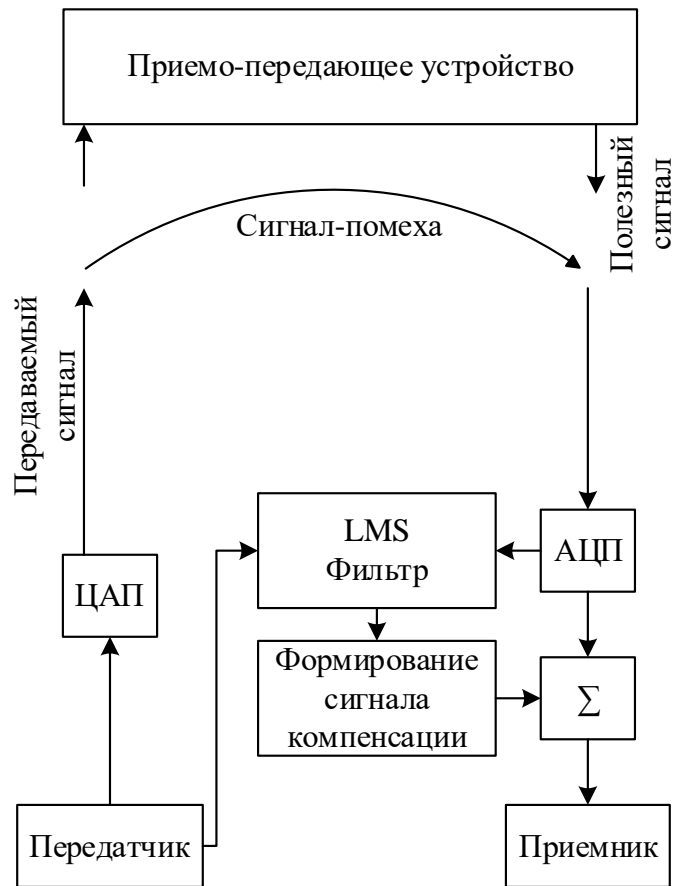 Приемо-передающее устройство
Полезный
сигнал
Сигнал-помеха
Передаваемый
сигнал
LMS
Фильтр
АЦП
ЦАП
Формирование
сигнала
компенсации
∑
Передатчик
Приемник